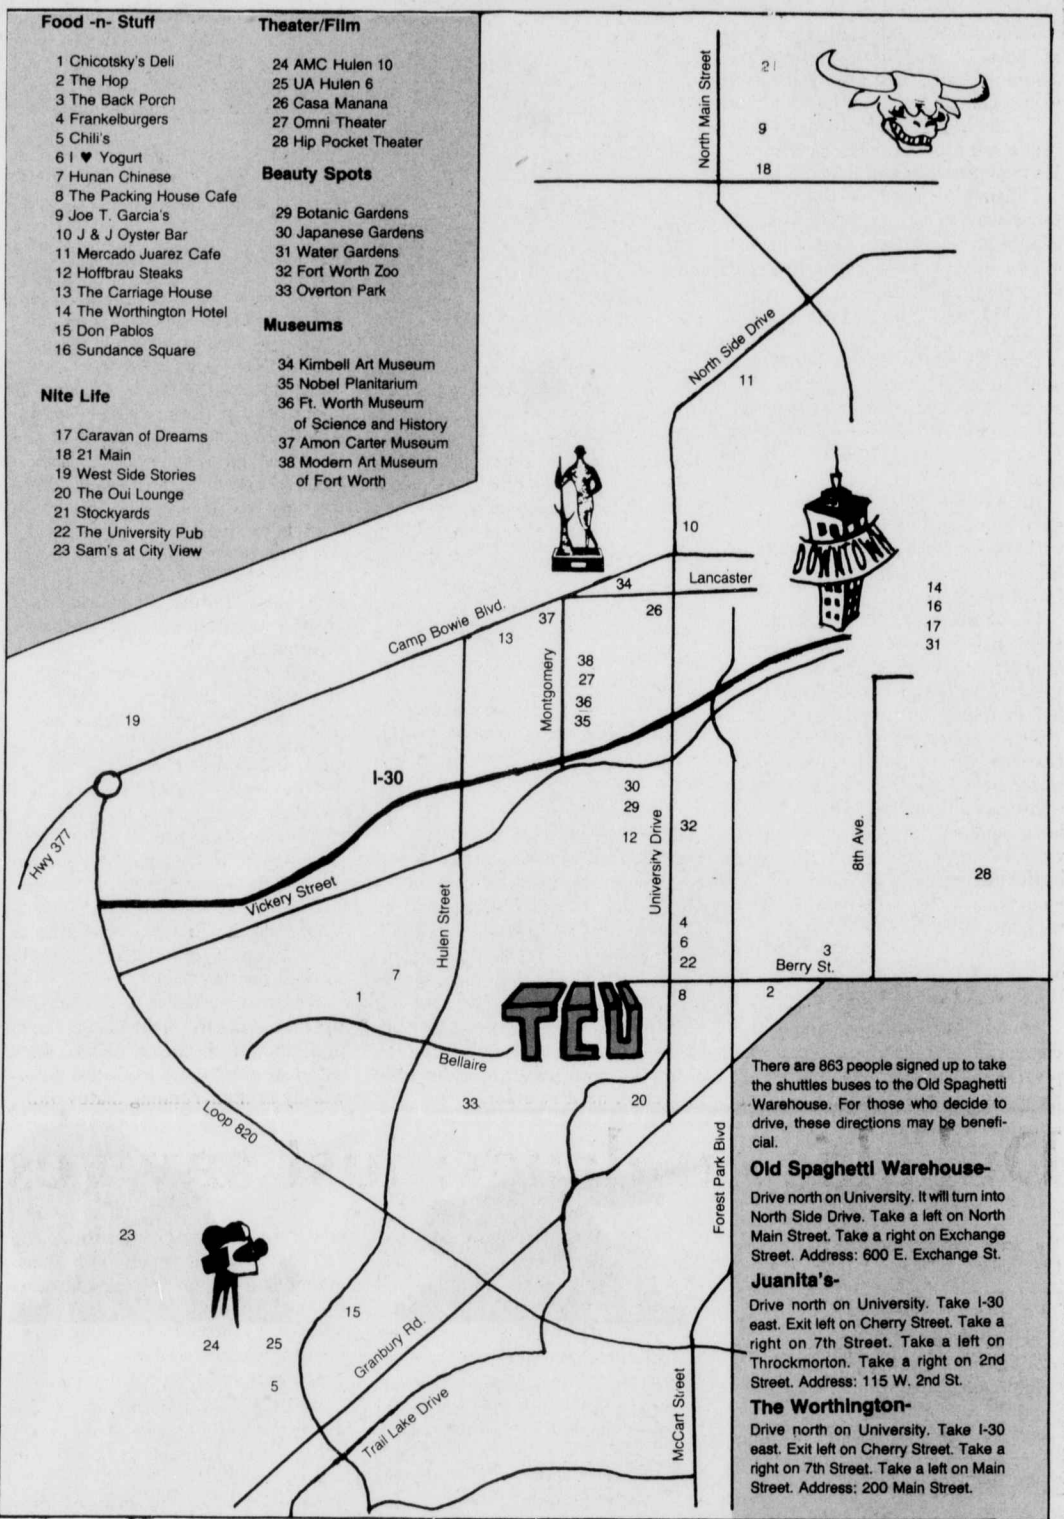 Food -n- Stuff
1 Chicotsky's Deli
2 The Hop
3 The Back Porch
4 Frankelburgers
5 Chili's
6 I ♥ Yogurt
7 Hunan Chinese
8 The Packing House Cafe
9 Joe T. Garcia's
10 J & J Oyster Bar
11 Mercado Juarez Cafe
12 Hoffbrau Steaks
13 The Carriage House
14 The Worthington Hotel
15 Don Pablos
16 Sundance Square
Nite Life
17 Caravan of Dreams
18 21 Main
19 West Side Stories
20 The Oui Lounge
21 Stockyards
22 The University Pub
23 Sam's at City View
Theater/Film
24 AMC Hulen 10
25 UA Hulen 6
26 Casa Manana
27 Omni Theater
28 Hip Pocket Theater
Beauty Spots
29 Botanic Gardens
30 Japanese Gardens
31 Water Gardens
32 Fort Worth Zoo
33 Overton Park
Museums
34 Kimbell Art Museum
35 Nobel Planitarium
36 Ft. Worth Museum
of Science and History
37 Amon Carter Museum
38 Modern Art Museum
of Fort Worth
North Main Street
21
9
18
North Side Drive
11
10
DOWNTOWN
34
Lancaster
26
14
16
17
31
Camp Bowie Blvd.
37
13
Montgomery
38
27
36
35
19
I-30
30
29
12
University Drive
32
8th Ave.
28
Hwy 377
Vickery Street
Hulen Street
4
6
22
3
Berry St.
7
1
8
2
TCU
Bellaire
33
20
Loop 820
Forest Park Blvd
23
15
24
25
5
Granbury Rd.
Trail Lake Drive
McCart Street
There are 863 people signed up to take
the shuttles buses to the Old Spaghetti
Warehouse. For those who decide to
drive, these directions may be benefi-
cial.
Old Spaghetti Warehouse-
Drive north on University. It will turn into
North Side Drive. Take a left on North
Main Street. Take a right on Exchange
Street. Address: 600 E. Exchange St.
Juanita's-
Drive north on University. Take I-30
east. Exit left on Cherry Street. Take a
right on 7th Street. Take a left on
Throckmorton. Take a right on 2nd
Street. Address: 115 W. 2nd St.
The Worthington-
Drive north on University. Take I-30
east. Exit left on Cherry Street. Take a
right on 7th Street. Take a left on Main
Street. Address: 200 Main Street.